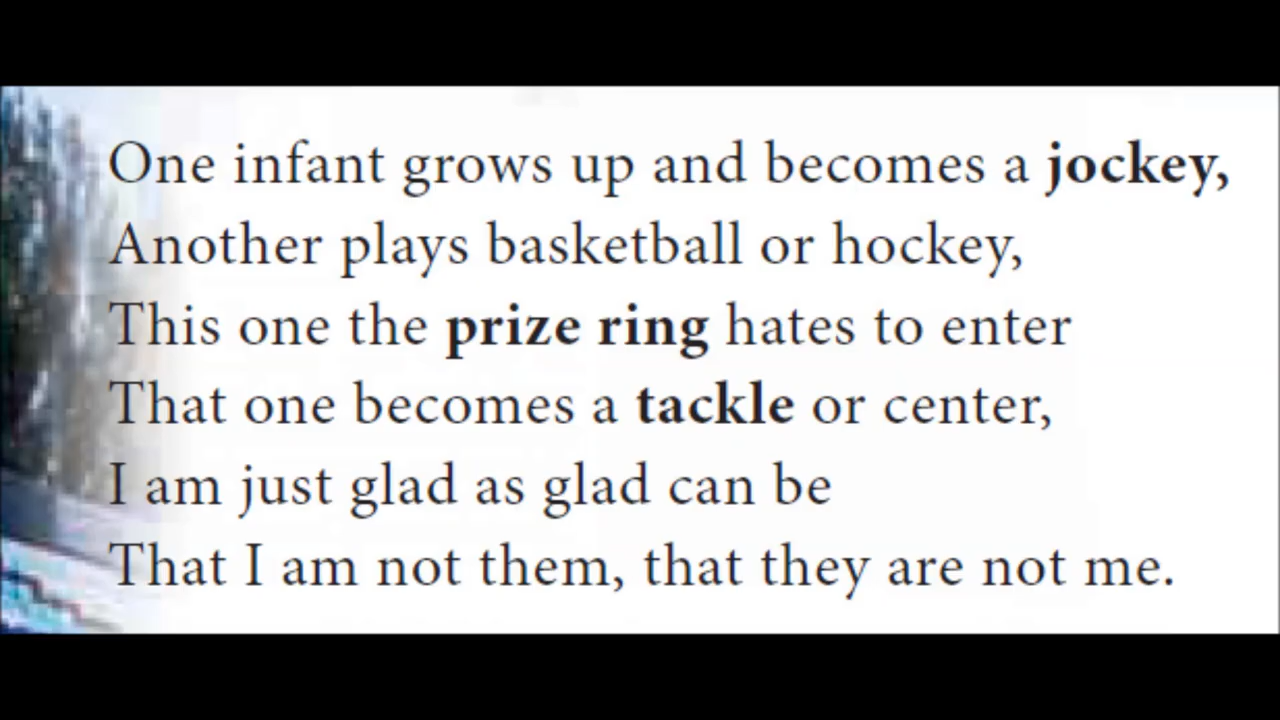 One infant grows up and becomes a jockey,
Another plays basketball or hockey,
This one the prize ring hates to enter
That one becomes a tackle or center,
I am just glad as glad can be
That I am not them, that they are not me.